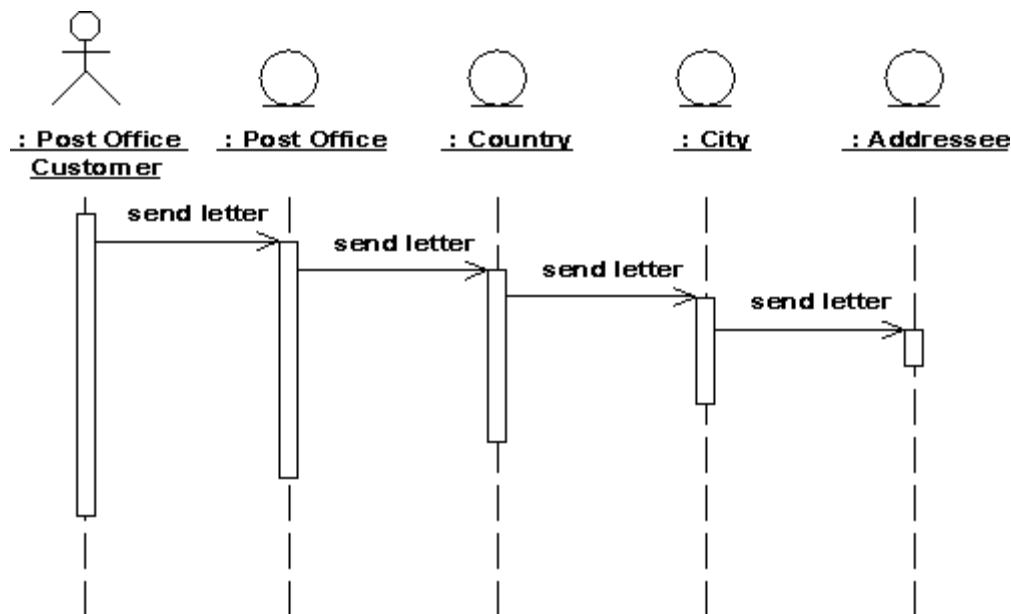 : Post Office
Customer
: Post Office
: Country
: City
: Addressee
send letter
send letter
send letter
send letter